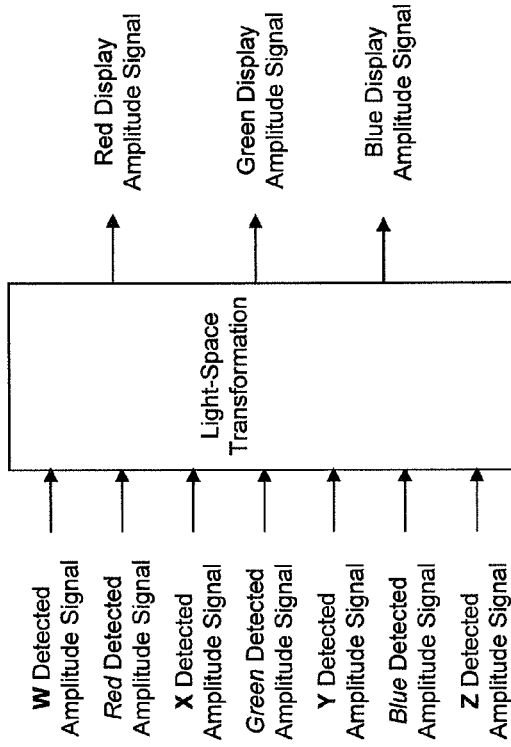 W Detected
Amplitude Signal
Red Detected
Amplitude Signal
X Detected
Amplitude Signal
Green Detected
Amplitude Signal
Y Detected
Amplitude Signal
Blue Detected
Amplitude Signal
Z Detected
Amplitude Signal
Light-Space
Transformation
Red Display
Amplitude Signal
Green Display
Amplitude Signal
Blue Display
Amplitude Signal